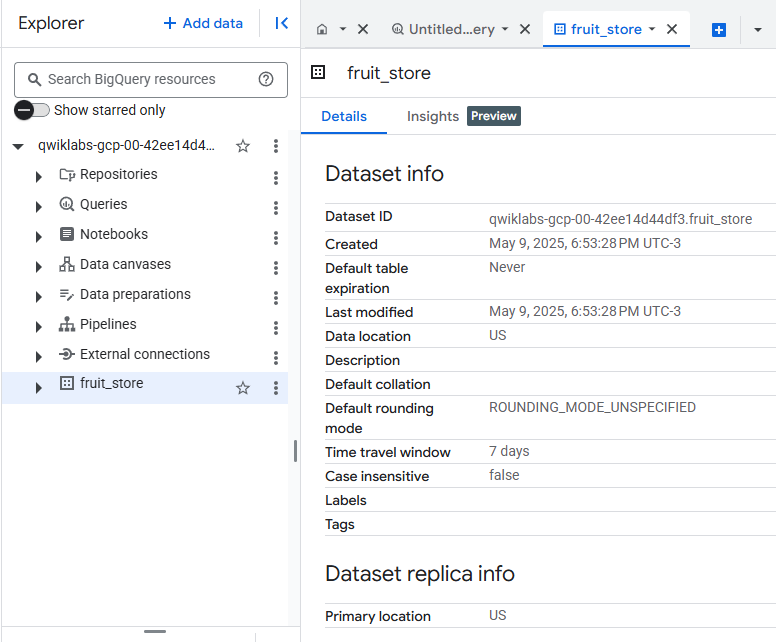 Explorer
+ Add data
Search BigQuery resources
Show starred only
qwiklabs-gcp-00-42ee14d4...
Repositories
Queries
Notebooks
Data canvases
Data preparations
Pipelines
External connections
fruit_store
Untitled...ery
fruit_store
fruit_store
Details
Insights
Preview
Dataset info
Dataset ID qwiklabs-gcp-00-42ee14d44df3.fruit_store
Created May 9, 2025, 6:53:28 PM UTC-3
Default table Never
expiration
Last modified May 9, 2025, 6:53:28 PM UTC-3
Data location US
Description
Default collation
Default rounding ROUNDING_MODE_UNSPECIFIED
mode
Time travel window 7 days
Case insensitive false
Labels
Tags
Dataset replica info
Primary location US